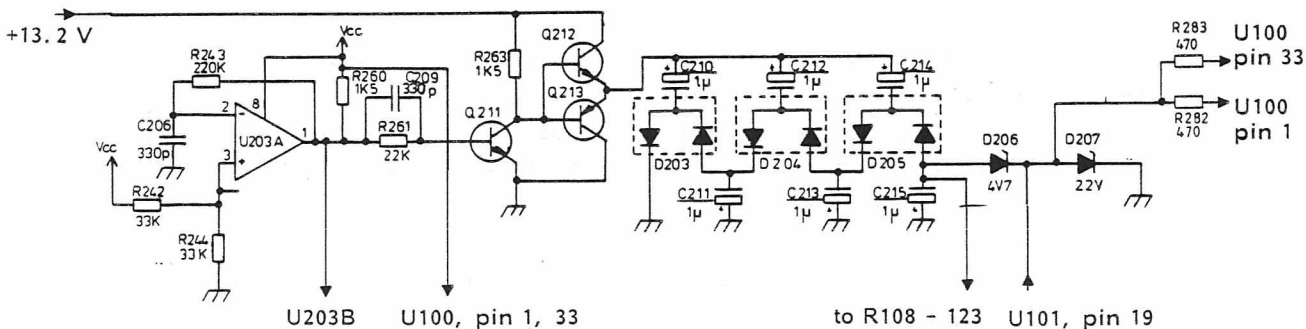 +13.2 V
R243
220K
C206
330p
Vcc
R242
33K
R244
33K
2
3
8
1
-
+
U203A
Vcc
R260
1K5
C209
330p
R261
22K
R263
1K5
Q211
Q212
Q213
C210
1µ
C212
1µ
C214
1µ
D203
D204
D205
C211
1µ
C213
1µ
C215
1µ
D206
4V7
D207
22V
R283
470
U100
pin 33
R282
470
U100
pin 1
U203B
U100, pin 1, 33
to R108 - 123
U101, pin 19